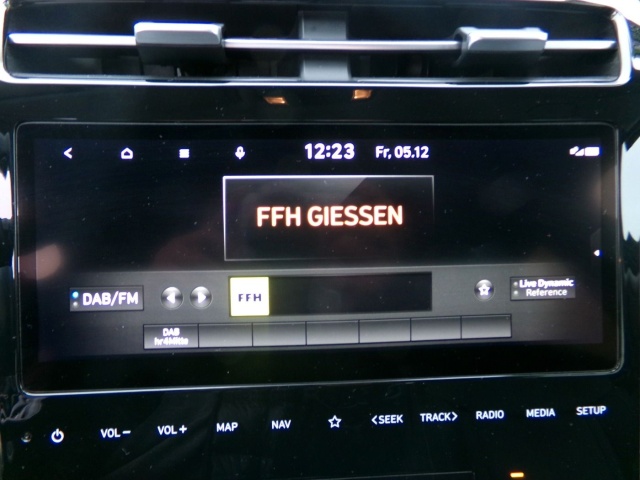 12:23 Fr, 05.12
FFH GIESSEN
DAB/FM
FFH
Live Dynamic
Reference
DAB
hr4Mitte
VOL− VOL+ MAP NAV <SEEK TRACK> RADIO MEDIA SETUP